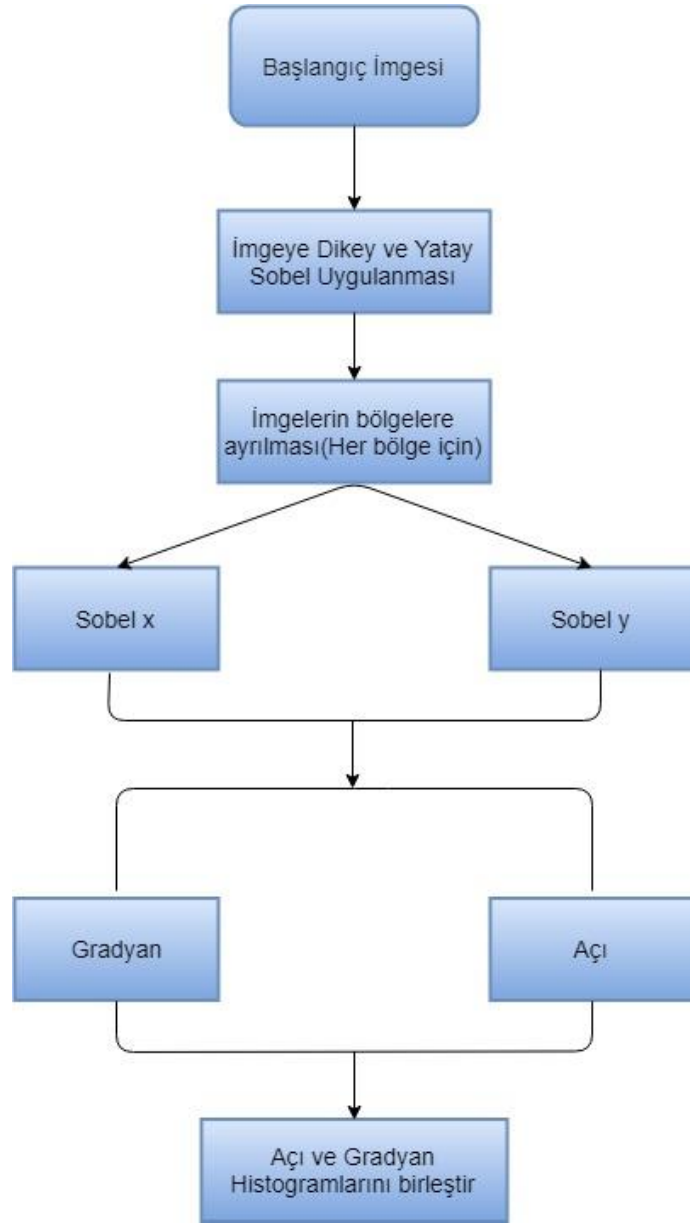 Başlangıç İmgesi
İmgeye Dikey ve Yatay
Sobel Uygulanması
İmgelerin bölgelere
ayrılması(Her bölge için)
Sobel x
Sobel y
Gradyan
Açı
Açı ve Gradyan
Histogramlarını birleştir